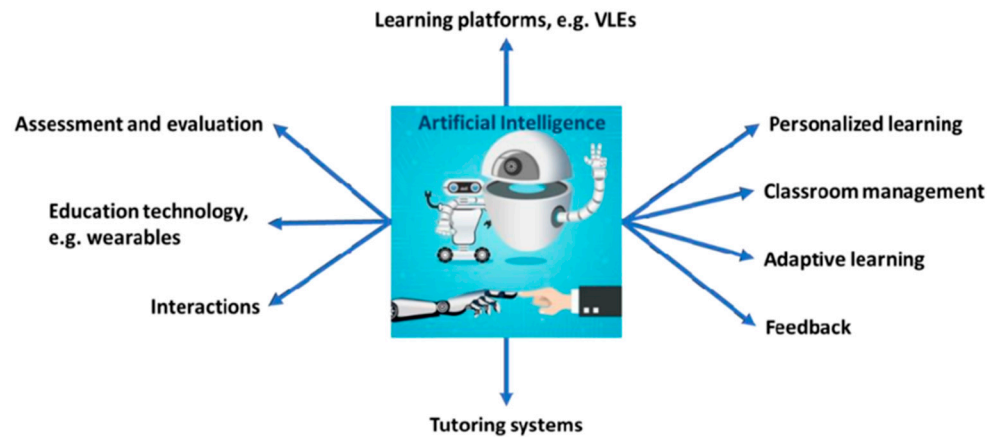 Learning platforms, e.g. VLEs
Artificial Intelligence
Assessment and evaluation
Education technology,
e.g. wearables
Interactions
Personalized learning
Classroom management
Adaptive learning
Feedback
Tutoring systems